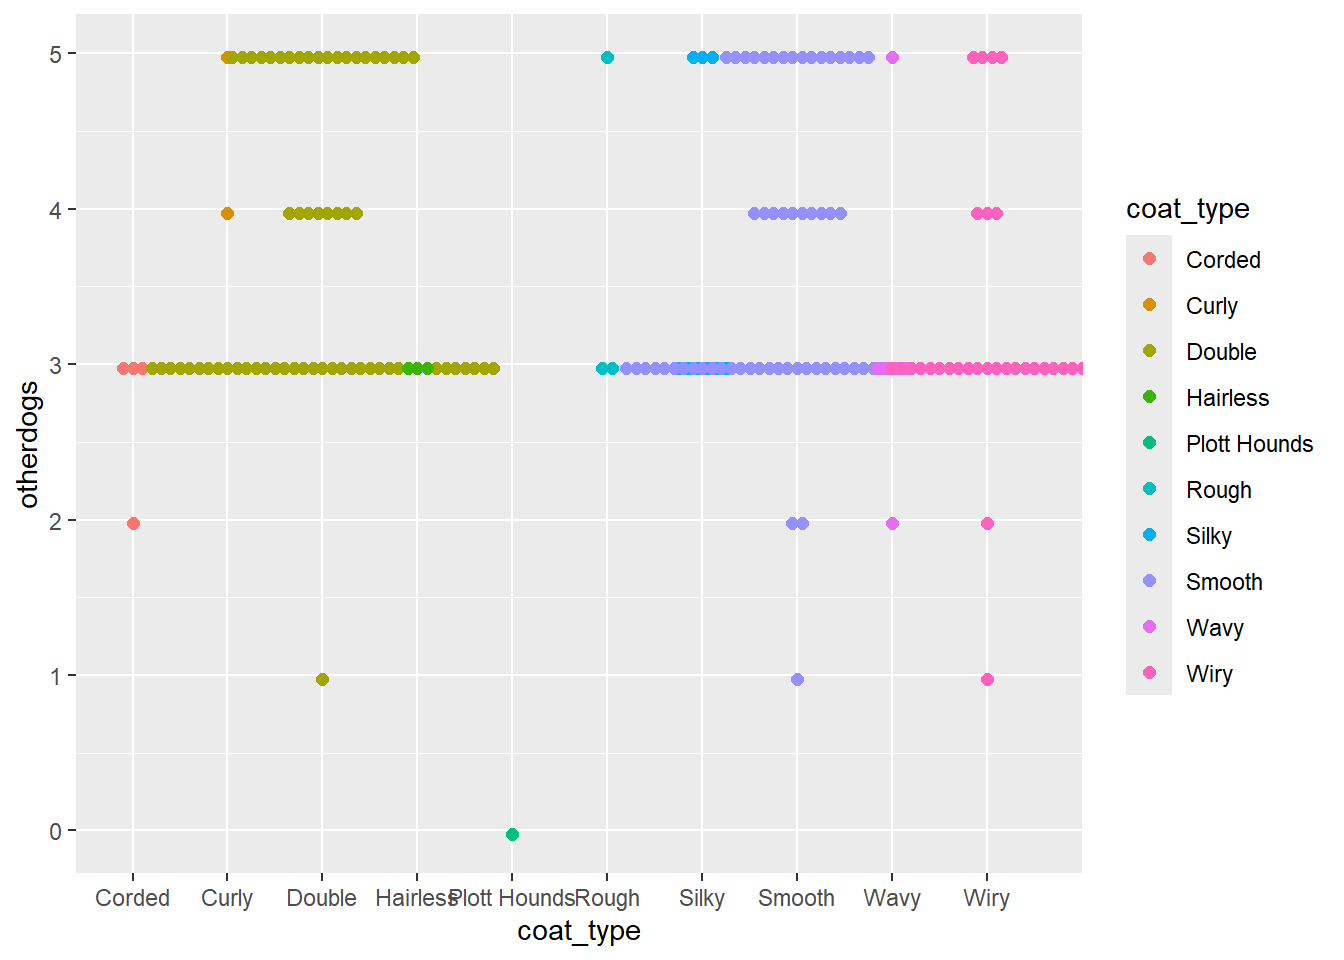 otherdogs
5
4
3
2
1
0
Corded Curly Double Hairless Plott Hounds Rough Silky Smooth Wavy Wiry
coat_type
coat_type
Corded
Curly
Double
Hairless
Plott Hounds
Rough
Silky
Smooth
Wavy
Wiry